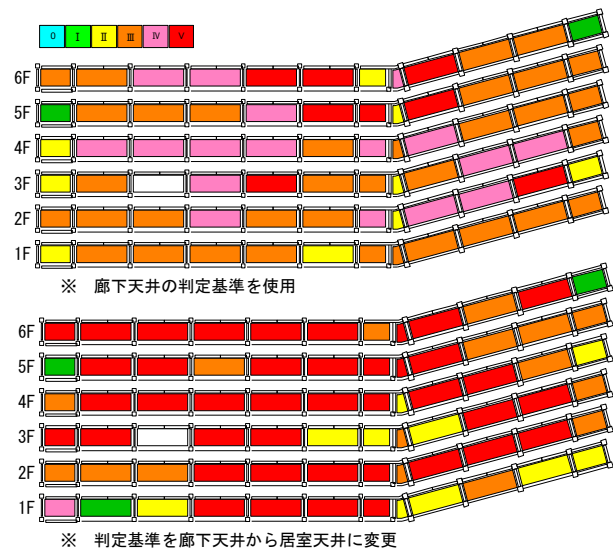 0 I II III IV V
6F
5F
4F
3F
2F
1F
※ 廊下天井の判定基準を使用
6F
5F
4F
3F
2F
1F
※ 判定基準を廊下天井から居室天井に変更